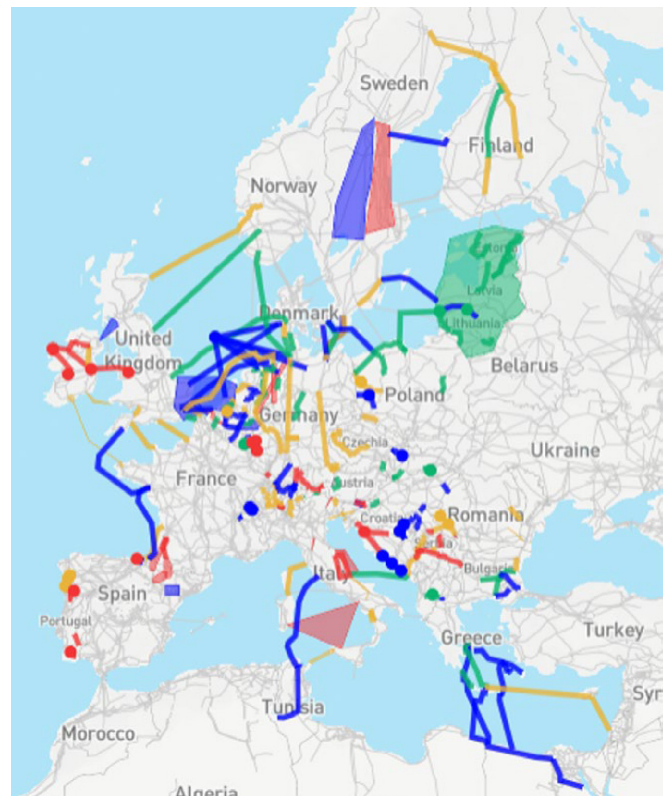 Sweden
Finland
Norway
Estonia
Latvia
Denmark
Lithuania
United
Kingdom
Belarus
Poland
Germany
Czechia
Ukraine
France
Austria
Croatia
Romania
Serbia
Bulgaria
Italy
Spain
Portugal
Turkey
Greece
Syr
Tunisia
Morocco
Algeria